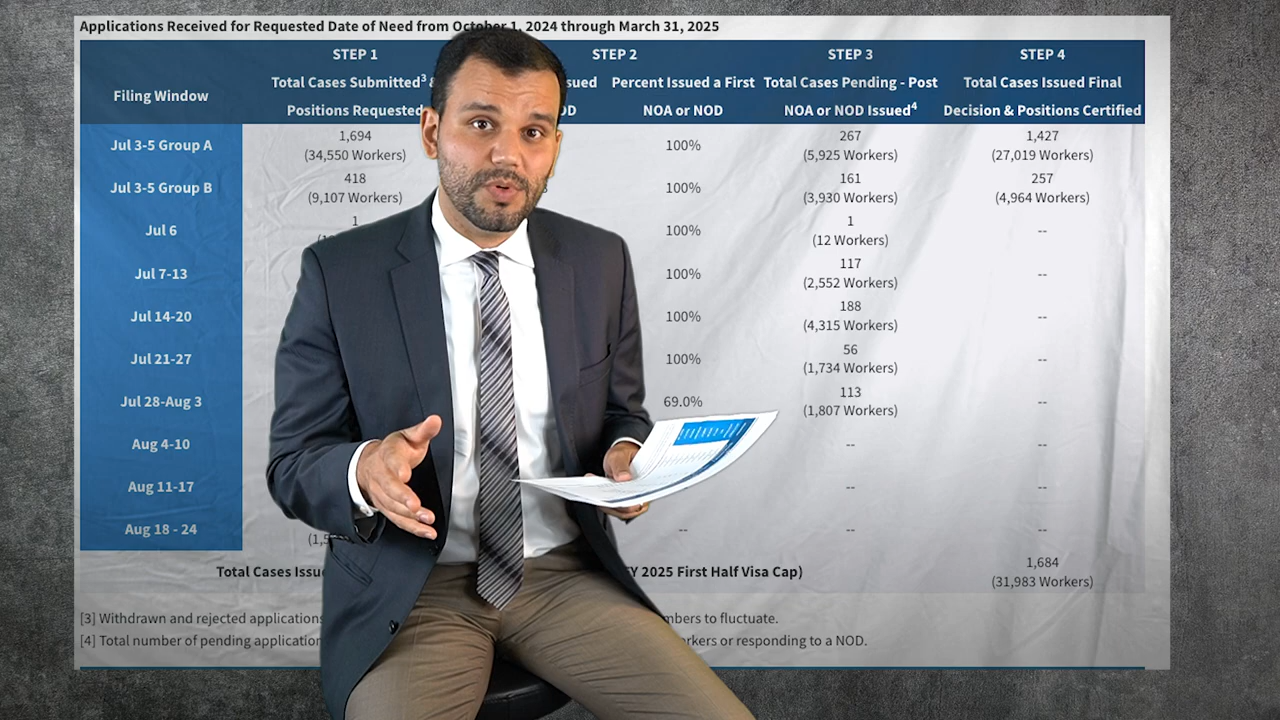 Applications Received for Requested Date of Need from October 1, 2024 through March 31, 2025
STEP 1 STEP 2 STEP 3 STEP 4
Filing Window
Total Cases Submitted³
Positions Requested
Percent Issued a First
NOA or NOD
Total Cases Pending - Post
NOA or NOD Issued⁴
Total Cases Issued Final
Decision & Positions Certified
Jul 3-5 Group A
1,694
(34,550 Workers)
100%
267
(5,925 Workers)
1,427
(27,019 Workers)
Jul 3-5 Group B
418
(9,107 Workers)
100%
161
(3,930 Workers)
257
(4,964 Workers)
Jul 6
1
100%
1
(12 Workers)
--
Jul 7-13
100%
117
(2,552 Workers)
--
Jul 14-20
100%
188
(4,315 Workers)
--
Jul 21-27
100%
56
(1,734 Workers)
--
Jul 28-Aug 3
69.0%
113
(1,807 Workers)
--
Aug 4-10
-- --
Aug 11-17
-- --
Aug 18 - 24
-- -- --
Total Cases 2025 First Half Visa Cap)
1,684
(31,983 Workers)
[3] Withdrawn and rejected applications to fluctuate.
[4] Total number of pending or responding to a NOD.